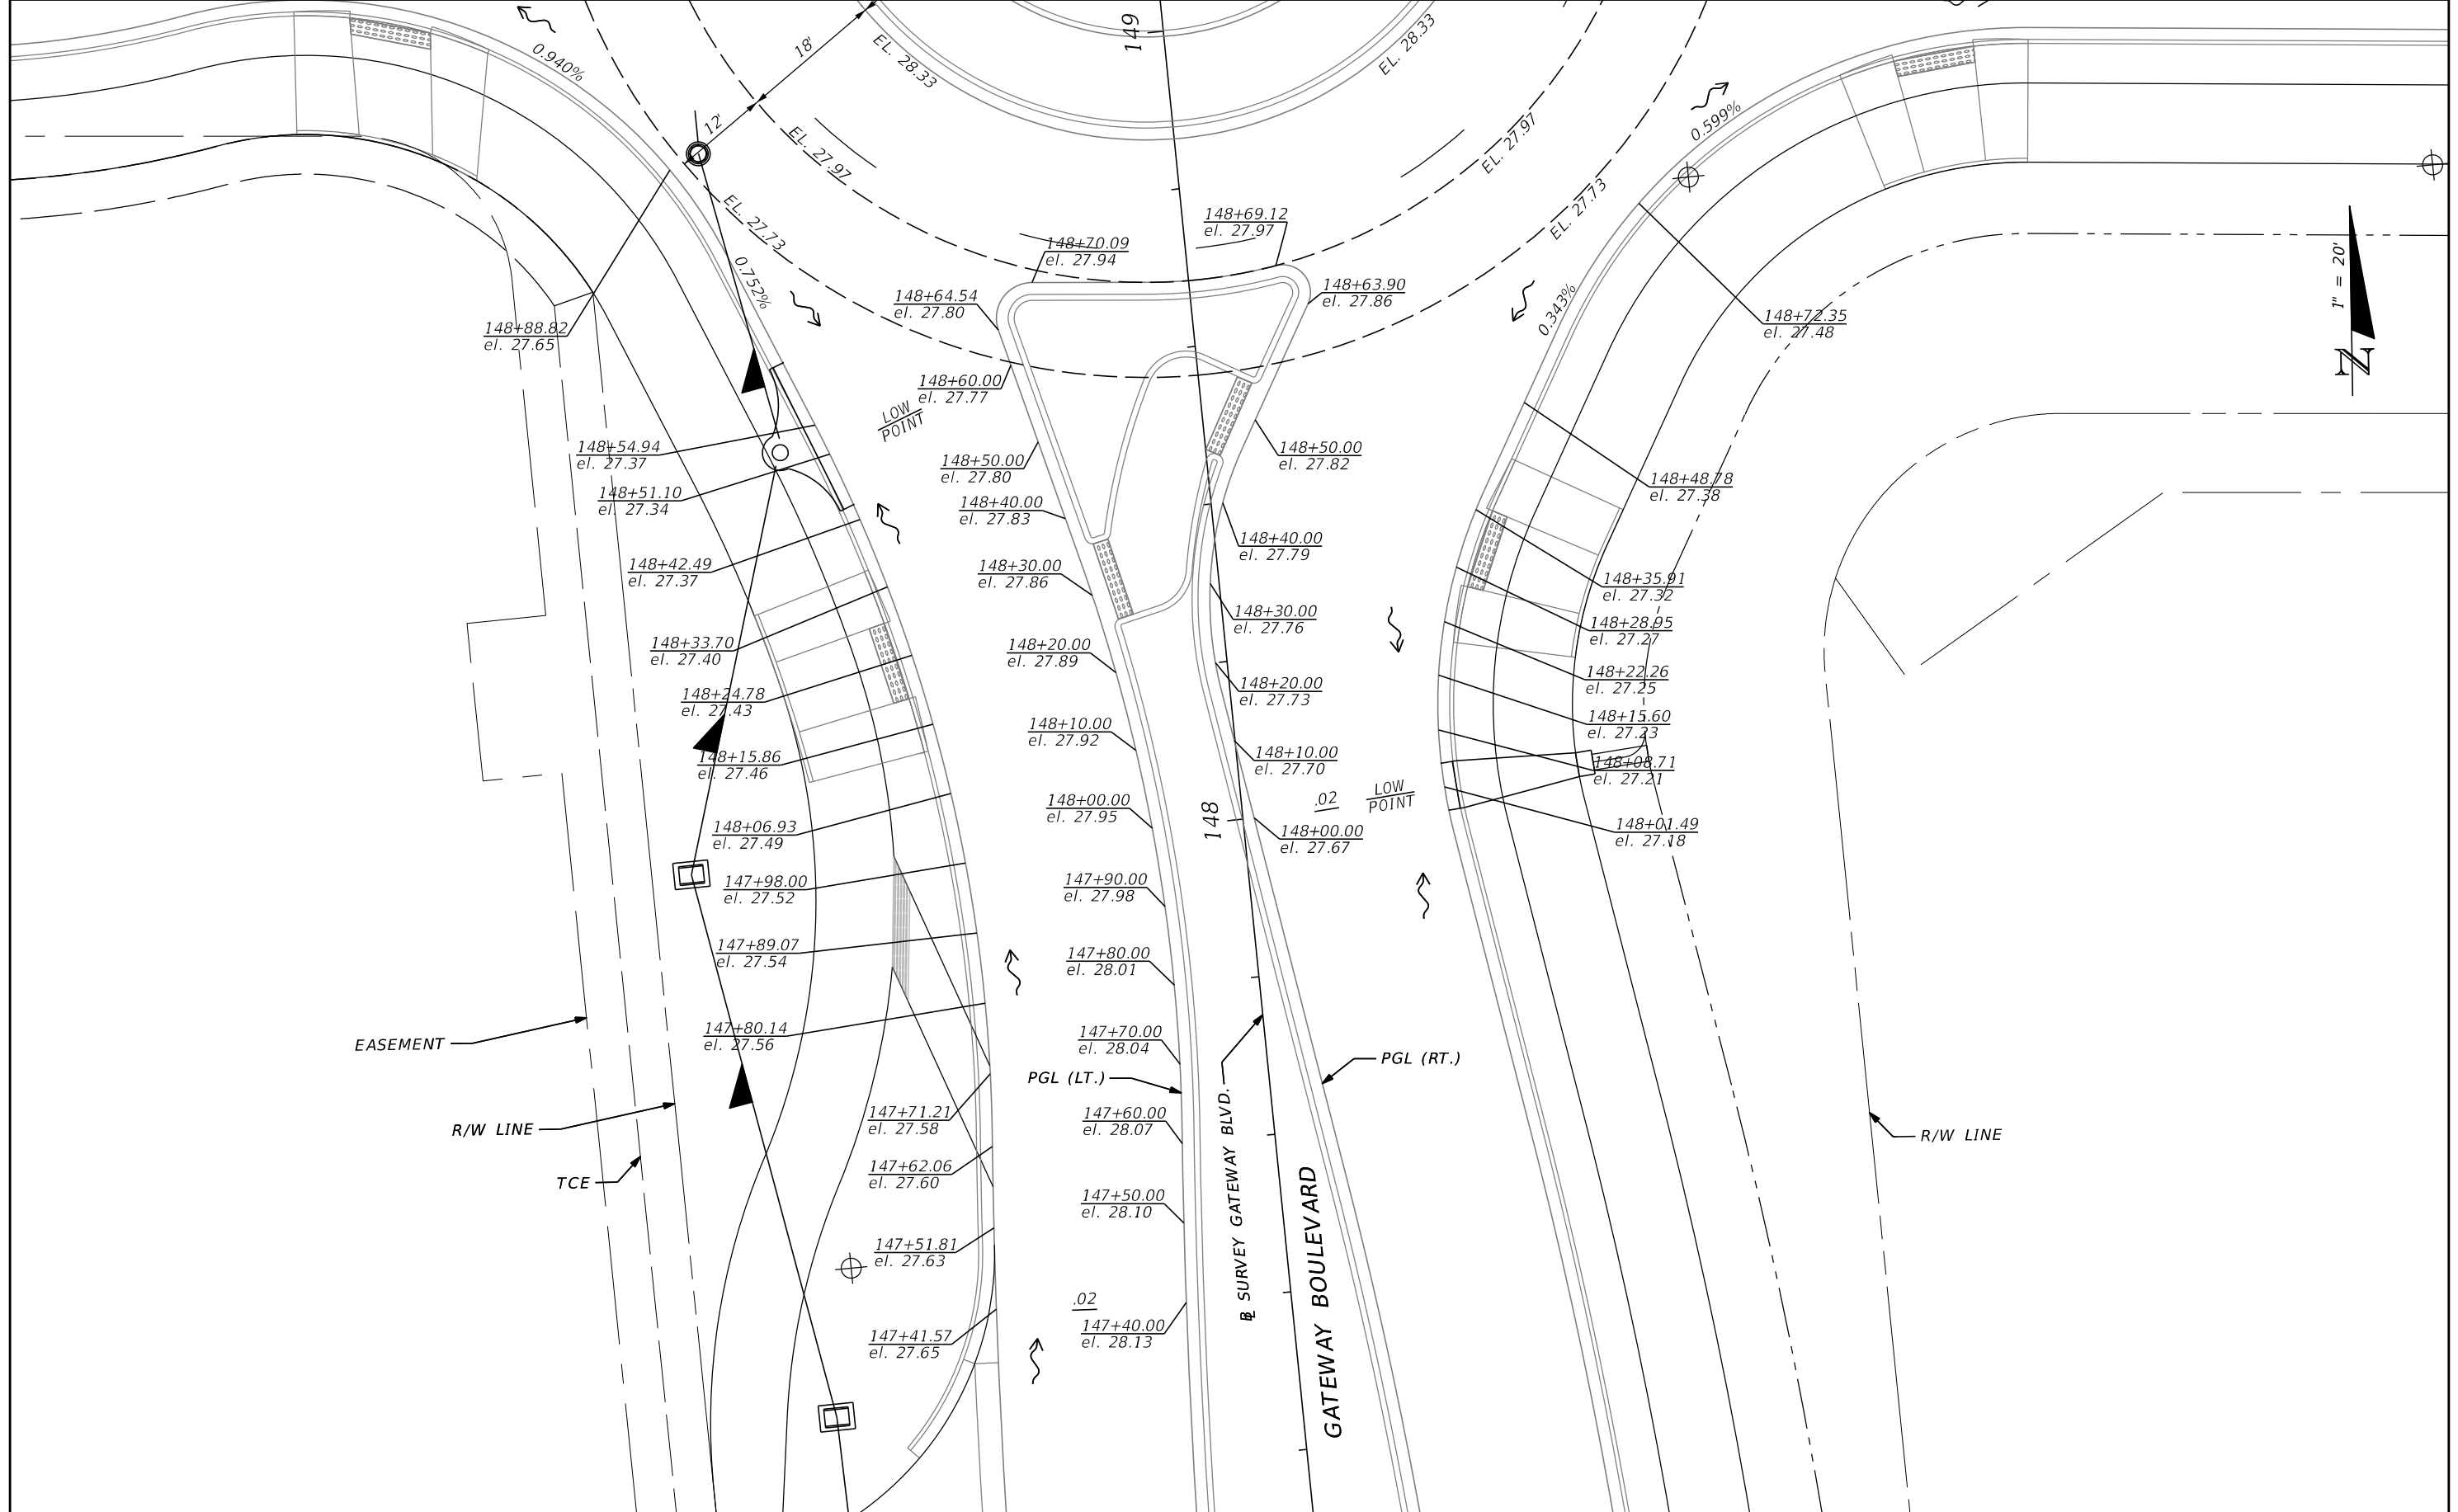 0.940%
18'
12'
EL. 28.33
149
EL. 28.33
0.599%
EL. 27.97
EL. 27.97
EL. 27.73
EL. 27.73
148+69.12
el. 27.97
148+70.09
el. 27.94
0.752%
148+64.54
el. 27.80
148+63.90
el. 27.86
0.343%
148+72.35
el. 27.48
1" = 20'
N
148+88.82
el. 27.65
148+60.00
el. 27.77
LOW
POINT
148+54.94
el. 27.37
148+50.00
el. 27.80
148+50.00
el. 27.82
148+48.78
el. 27.38
148+51.10
el. 27.34
148+40.00
el. 27.83
148+40.00
el. 27.79
148+42.49
el. 27.37
148+30.00
el. 27.86
148+35.91
el. 27.32
148+30.00
el. 27.76
148+28.95
el. 27.27
148+33.70
el. 27.40
148+20.00
el. 27.89
148+22.26
el. 27.25
148+24.78
el. 27.43
148+20.00
el. 27.73
148+15.60
el. 27.23
148+10.00
el. 27.92
148+15.86
el. 27.46
148+10.00
el. 27.70
148+08.71
el. 27.21
.02
LOW
POINT
148+00.00
el. 27.95
148
148+00.00
el. 27.67
148+01.49
el. 27.18
148+06.93
el. 27.49
147+98.00
el. 27.52
147+90.00
el. 27.98
147+89.07
el. 27.54
147+80.00
el. 28.01
147+80.14
el. 27.56
147+70.00
el. 28.04
EASEMENT
PGL (LT.)
PGL (RT.)
147+71.21
el. 27.58
147+60.00
el. 28.07
R/W LINE
R/W LINE
147+62.06
el. 27.60
TCE
147+50.00
el. 28.10
BL SURVEY GATEWAY BLVD.
GATEWAY BOULEVARD
147+51.81
el. 27.63
.02
147+40.00
el. 28.13
147+41.57
el. 27.65